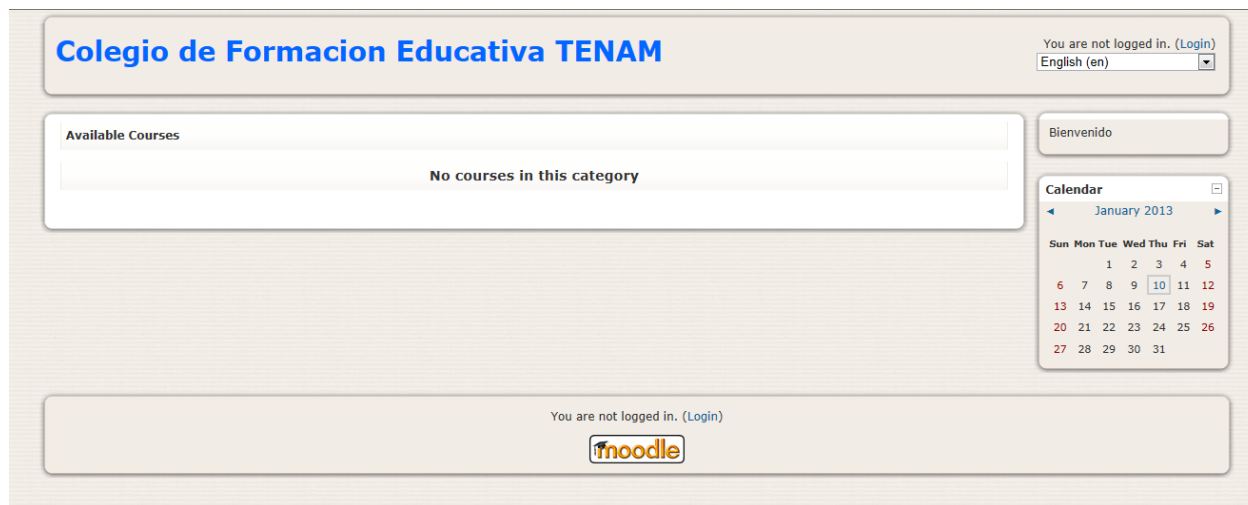 Colegio de Formacion Educativa TENAM
You are not logged in. (Login)
English (en)
Available Courses
No courses in this category
Bienvenido
Calendar
◄ January 2013 ►
Sun Mon Tue Wed Thu Fri Sat
1 2 3 4 5
6 7 8 9 10 11 12
13 14 15 16 17 18 19
20 21 22 23 24 25 26
27 28 29 30 31
You are not logged in. (Login)
moodle